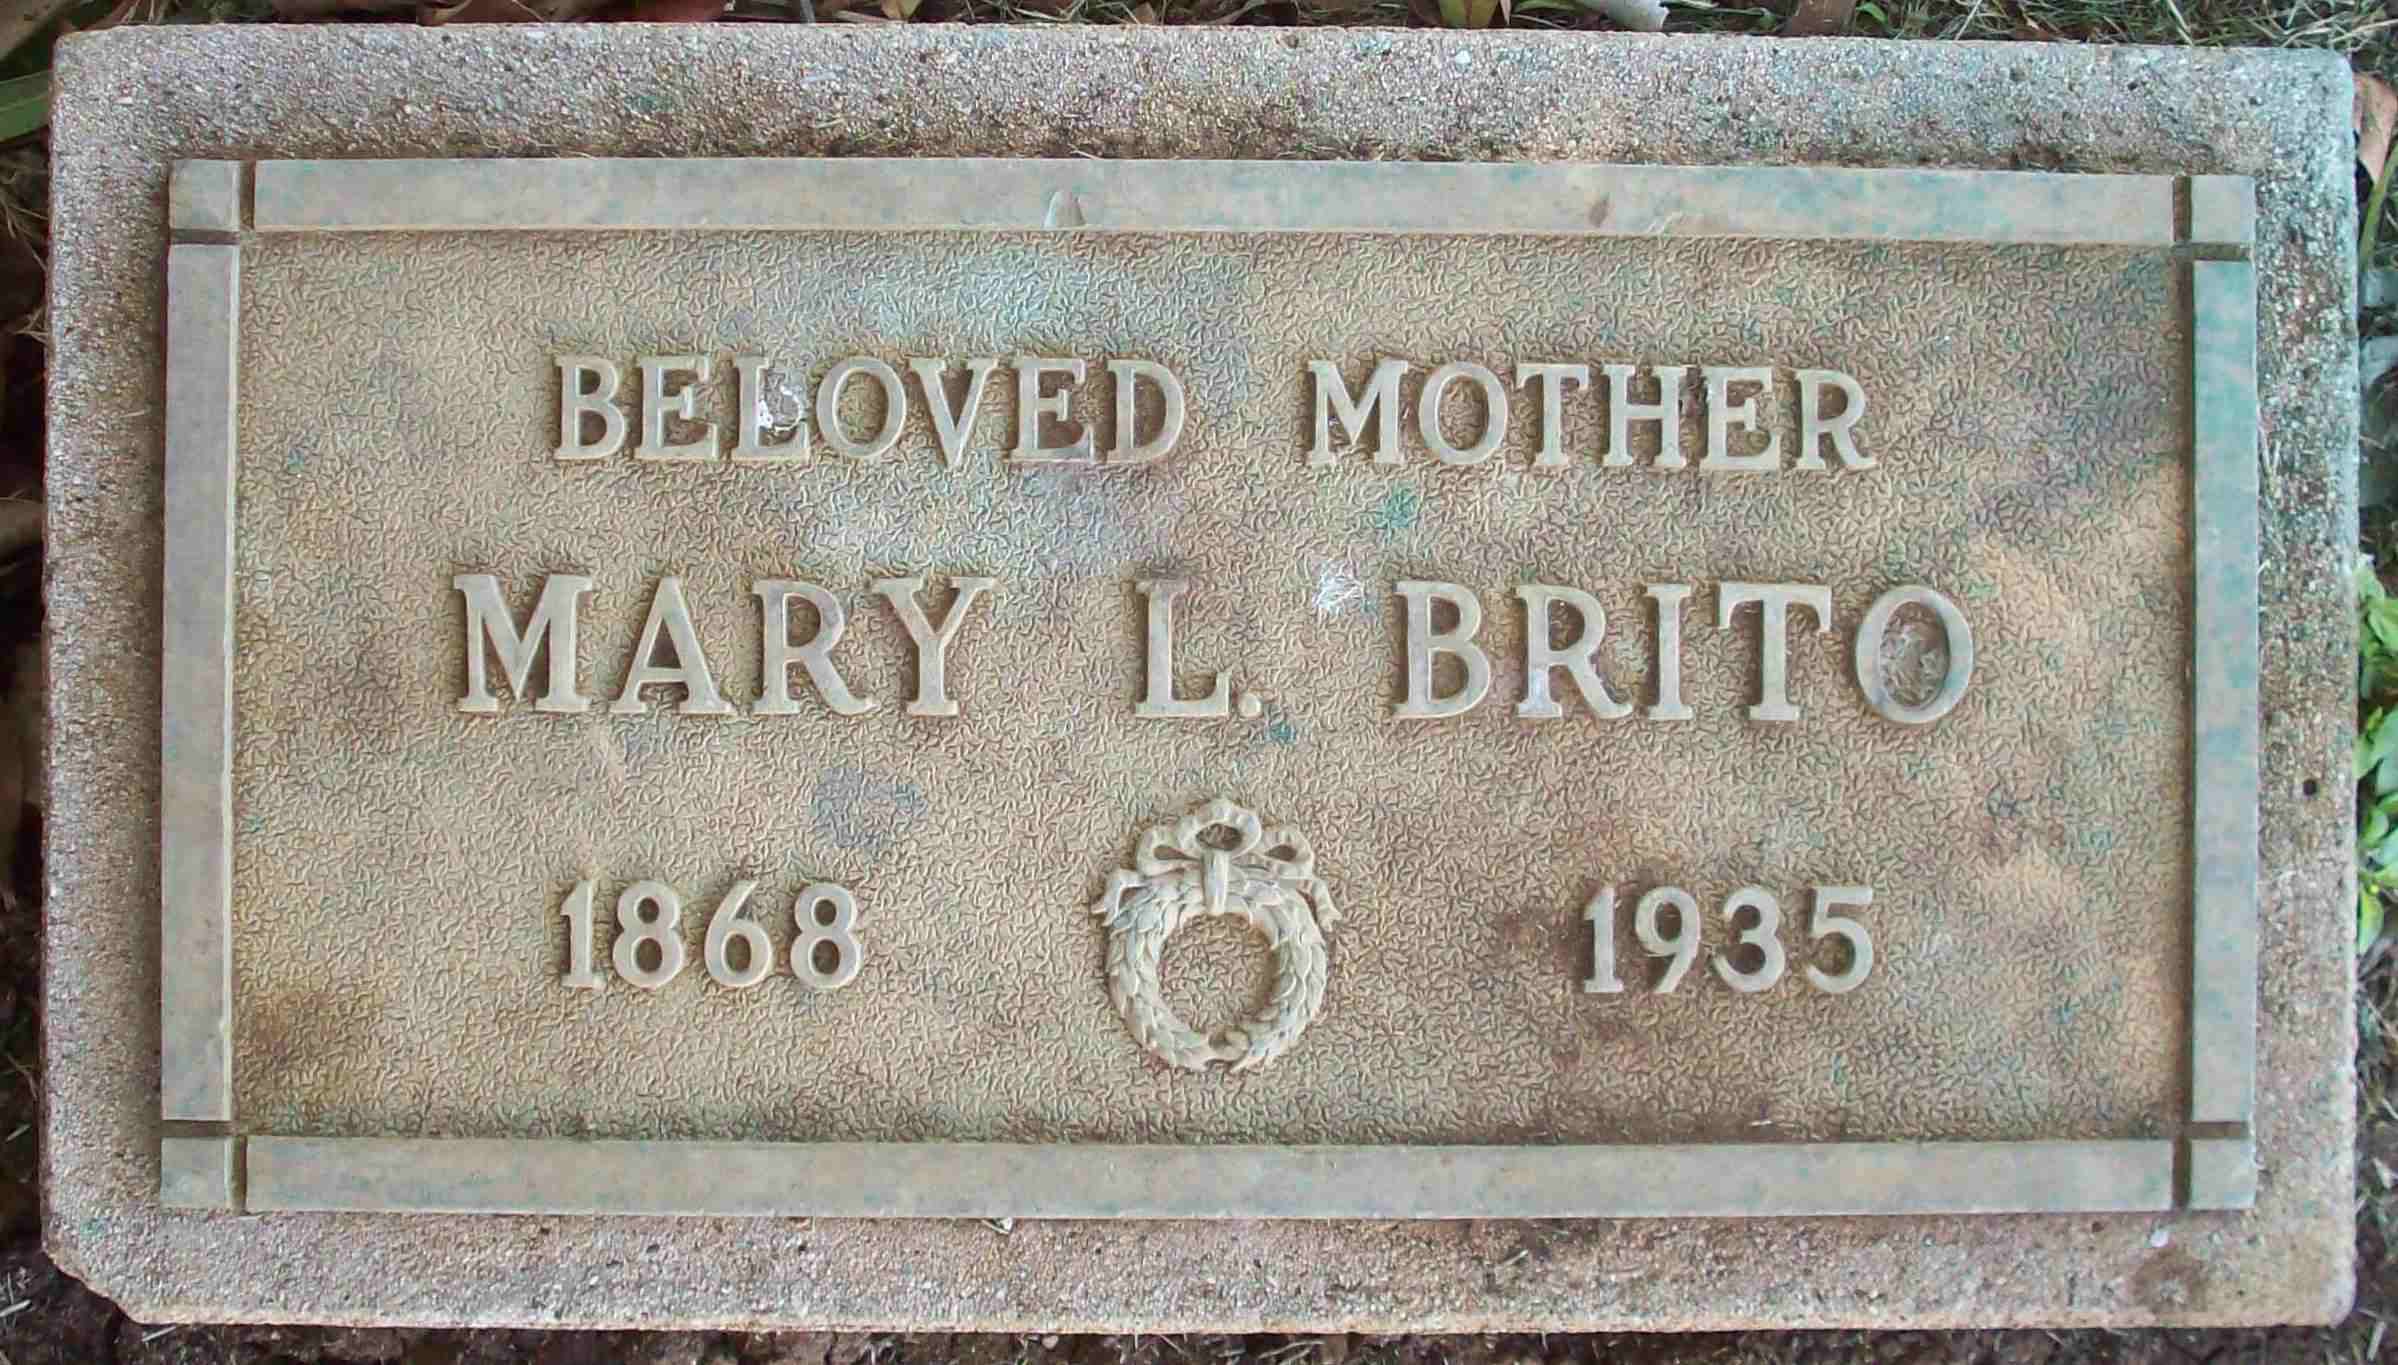 BELOVED MOTHER
MARY L. BRITO
1868 1935